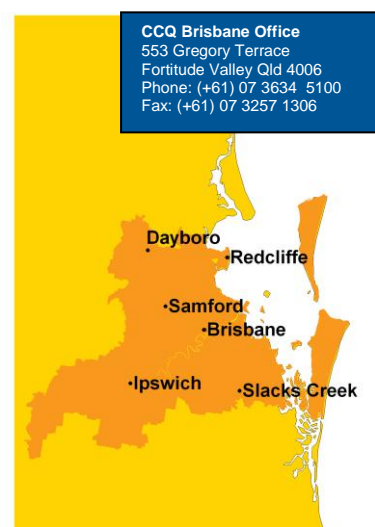 CCQ Brisbane Office
553 Gregory Terrace
Fortitude Valley Qld 4006
Phone: (+61) 07 3634  5100
Fax: (+61) 07 3257 1306
Dayboro
Redcliffe
Samford
Brisbane
Ipswich
Slacks Creek